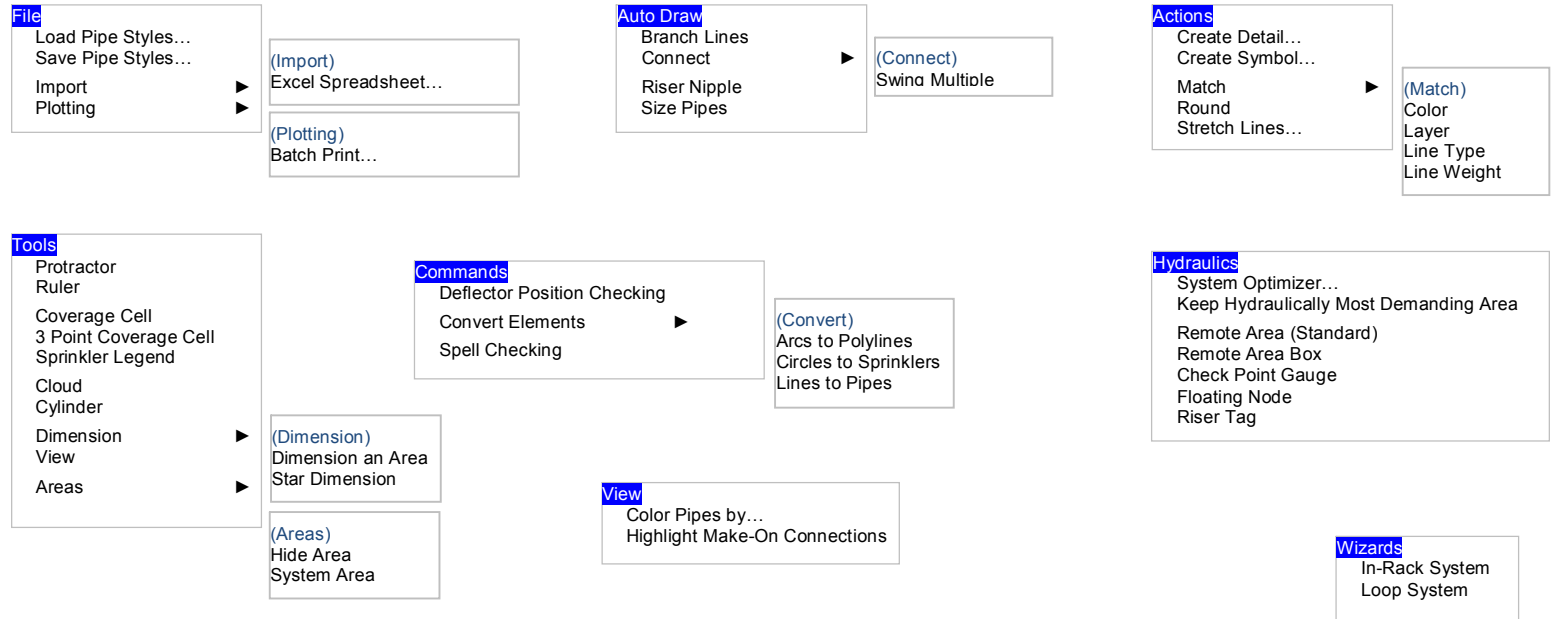 File
Load Pipe Styles…
Save Pipe Styles…
Import ►
Plotting ►
(Import)
Excel Spreadsheet…
(Plotting)
Batch Print…
Auto Draw
Branch Lines
Connect ►
Riser Nipple
Size Pipes
(Connect)
Swing Multiple
Actions
Create Detail…
Create Symbol…
Match ►
Round
Stretch Lines…
(Match)
Color
Layer
Line Type
Line Weight
Tools
Protractor
Ruler
Coverage Cell
3 Point Coverage Cell
Sprinkler Legend
Cloud
Cylinder
Dimension ►
View
Areas ►
(Dimension)
Dimension an Area
Star Dimension
(Areas)
Hide Area
System Area
Commands
Deflector Position Checking
Convert Elements ►
Spell Checking
(Convert)
Arcs to Polylines
Circles to Sprinklers
Lines to Pipes
View
Color Pipes by…
Highlight Make-On Connections
Hydraulics
System Optimizer…
Keep Hydraulically Most Demanding Area
Remote Area (Standard)
Remote Area Box
Check Point Gauge
Floating Node
Riser Tag
Wizards
In-Rack System
Loop System